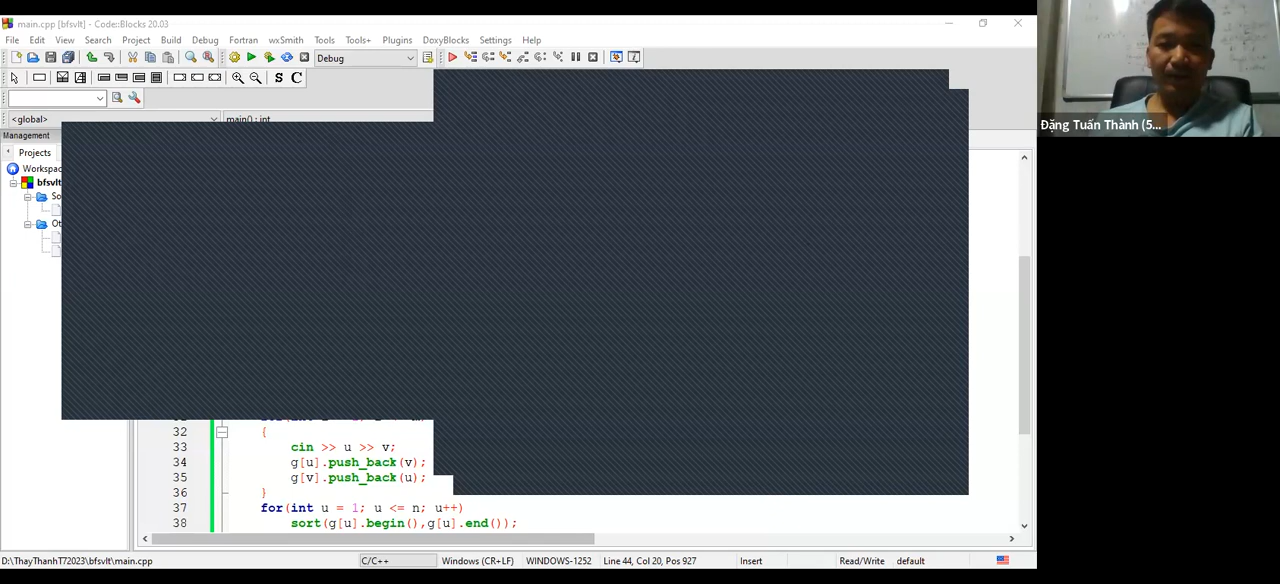 main.cpp [bfsvlt] - Code::Blocks 20.03
File Edit View Search Project Build Debug Fortran wxSmith Tools Tools+ Plugins DoxyBlocks Settings Help
Debug
S C
<global> main() : int
Management
Projects
Workspac
bfsvlt
So
Ot
32 {
33 cin >> u >> v;
34 g[u].push_back(v);
35 g[v].push_back(u);
36 }
37 for(int u = 1; u <= n; u++)
38 sort(g[u].begin(),g[u].end());
D:\ThayThanhT72023\bfsvlt\main.cpp C/C++ Windows (CR+LF) WINDOWS-1252 Line 44, Col 20, Pos 927 Insert Read/Write default
Đặng Tuấn Thành (5...